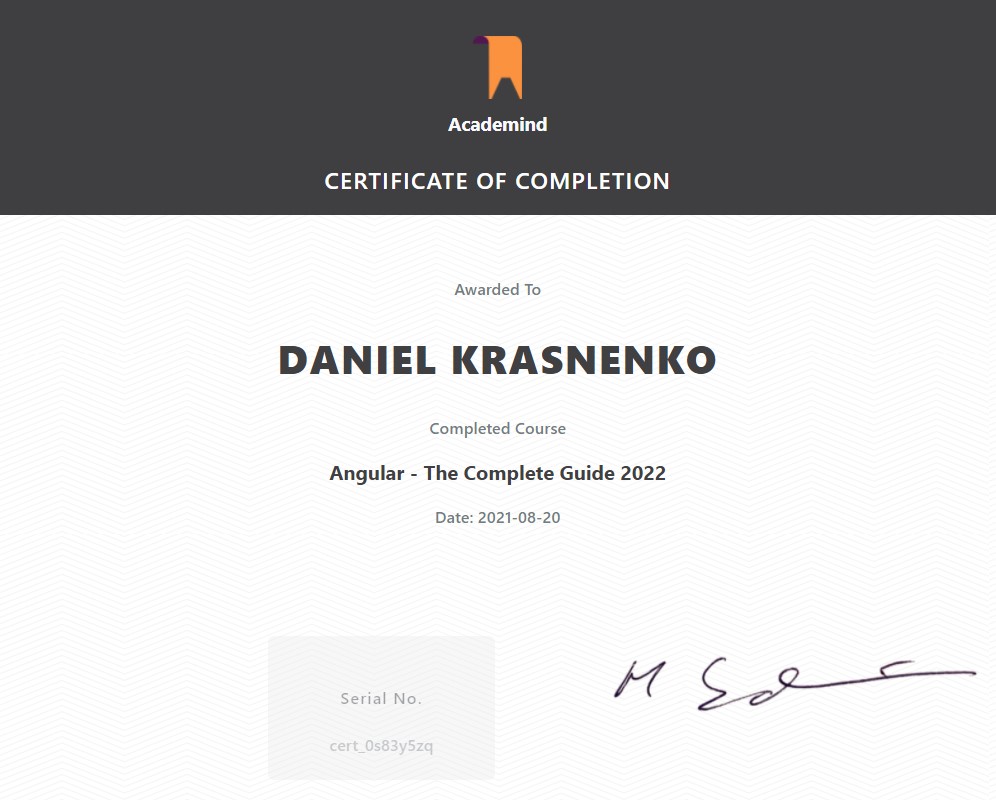 Academind
CERTIFICATE OF COMPLETION
Awarded To
DANIEL KRASNENKO
Completed Course
Angular - The Complete Guide 2022
Date: 2021-08-20
Serial No.
cert_0s83y5zq